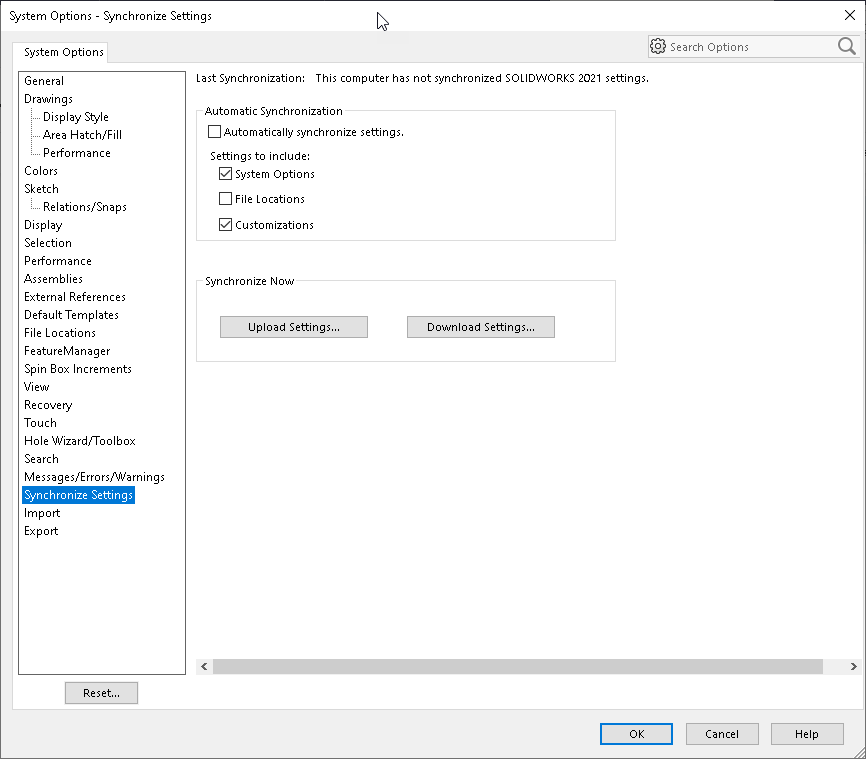 System Options - Synchronize Settings
System Options
Search Options
General
Drawings
Display Style
Area Hatch/Fill
Performance
Colors
Sketch
Relations/Snaps
Display
Selection
Performance
Assemblies
External References
Default Templates
File Locations
FeatureManager
Spin Box Increments
View
Recovery
Touch
Hole Wizard/Toolbox
Search
Messages/Errors/Warnings
Synchronize Settings
Import
Export
Reset...
Last Synchronization: This computer has not synchronized SOLIDWORKS 2021 settings.
Automatic Synchronization
Automatically synchronize settings.
Settings to include:
System Options
File Locations
Customizations
Synchronize Now
Upload Settings... Download Settings...
OK Cancel Help